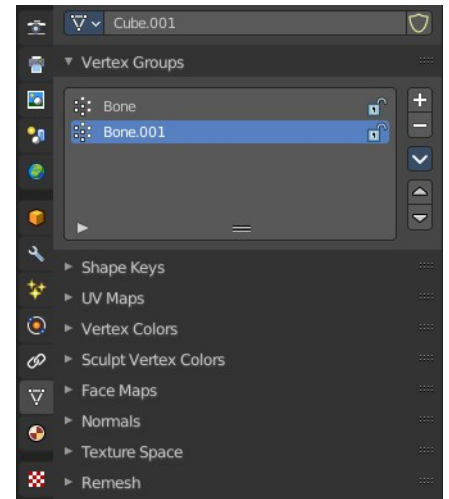 Cube.001
Vertex Groups
Bone
Bone.001
Shape Keys
UV Maps
Vertex Colors
Sculpt Vertex Colors
Face Maps
Normals
Texture Space
Remesh